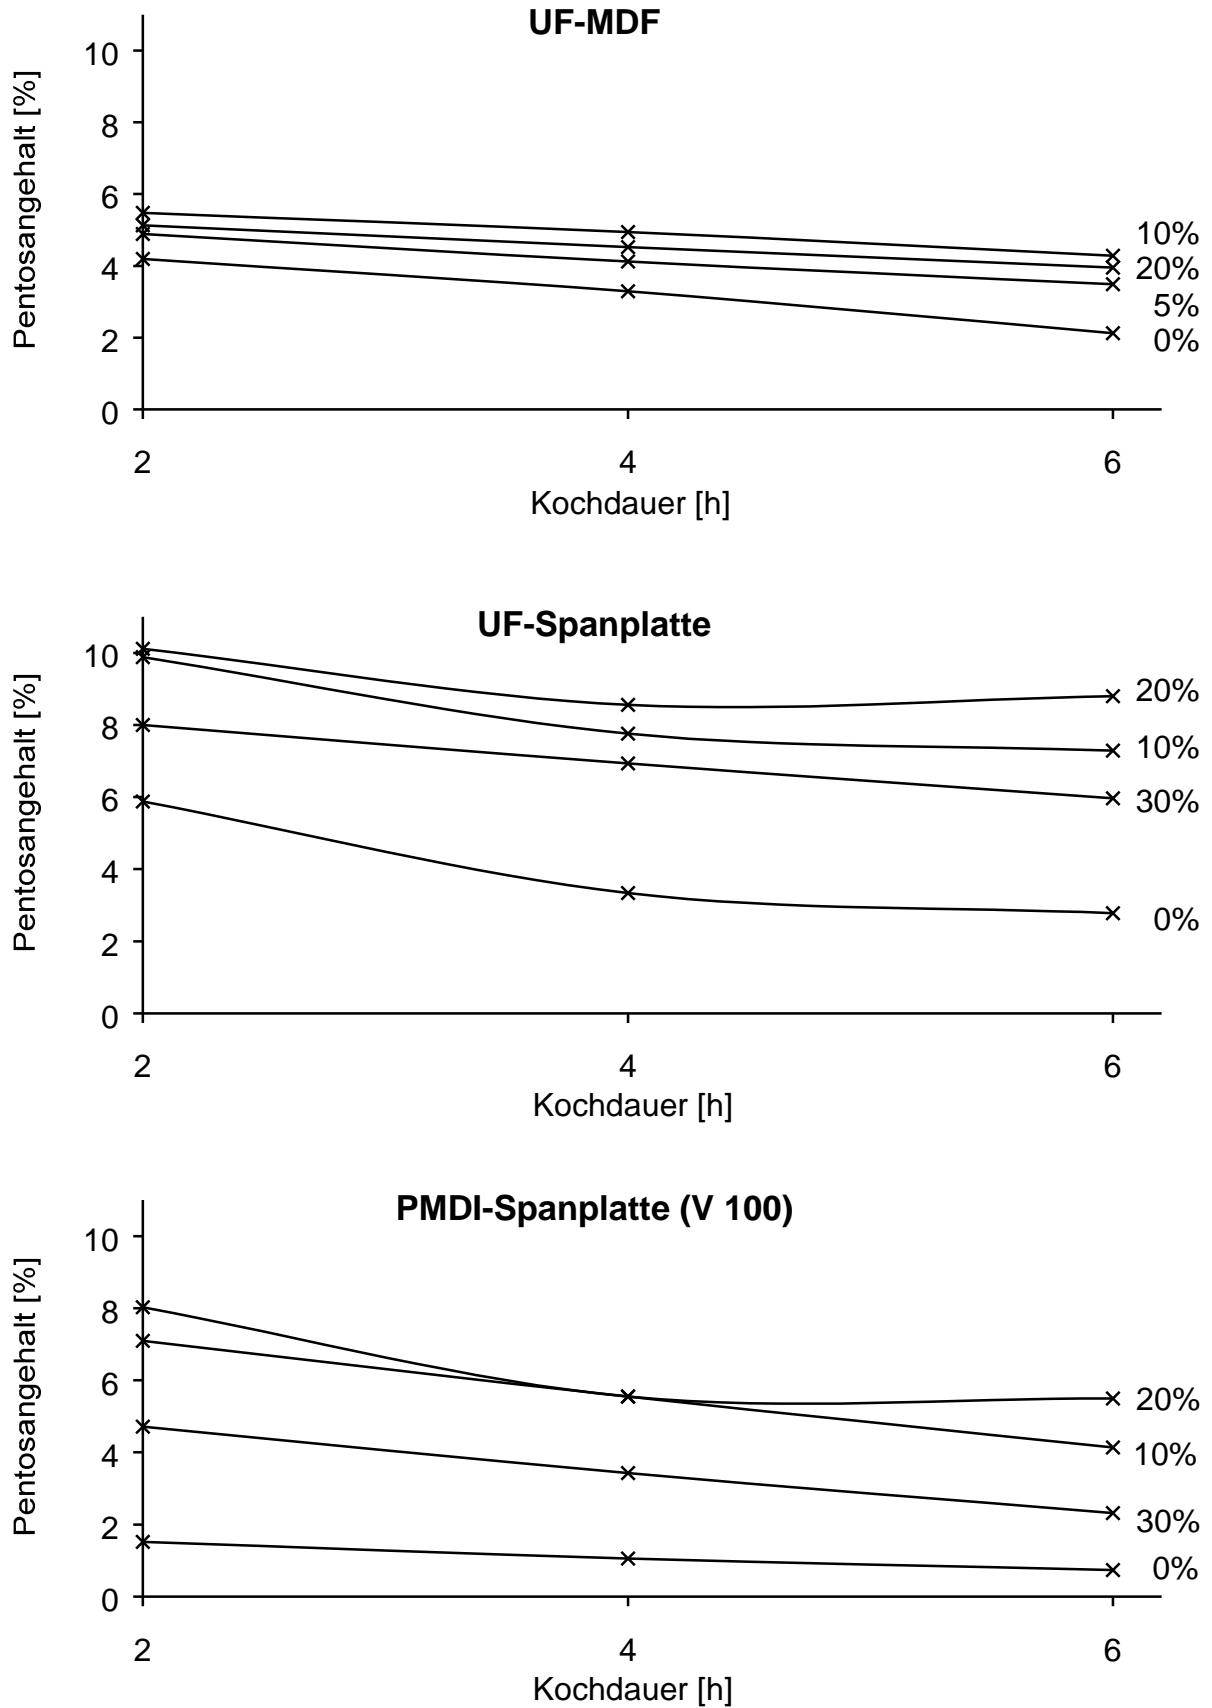 UF-MDF
Pentosangehalt [%]
10
8
6
4
2
0
10%
20%
5%
0%
2 4 6
Kochdauer [h]
UF-Spanplatte
Pentosangehalt [%]
10
8
6
4
2
0
20%
10%
30%
0%
2 4 6
Kochdauer [h]
PMDI-Spanplatte (V 100)
Pentosangehalt [%]
10
8
6
4
2
0
20%
10%
30%
0%
2 4 6
Kochdauer [h]